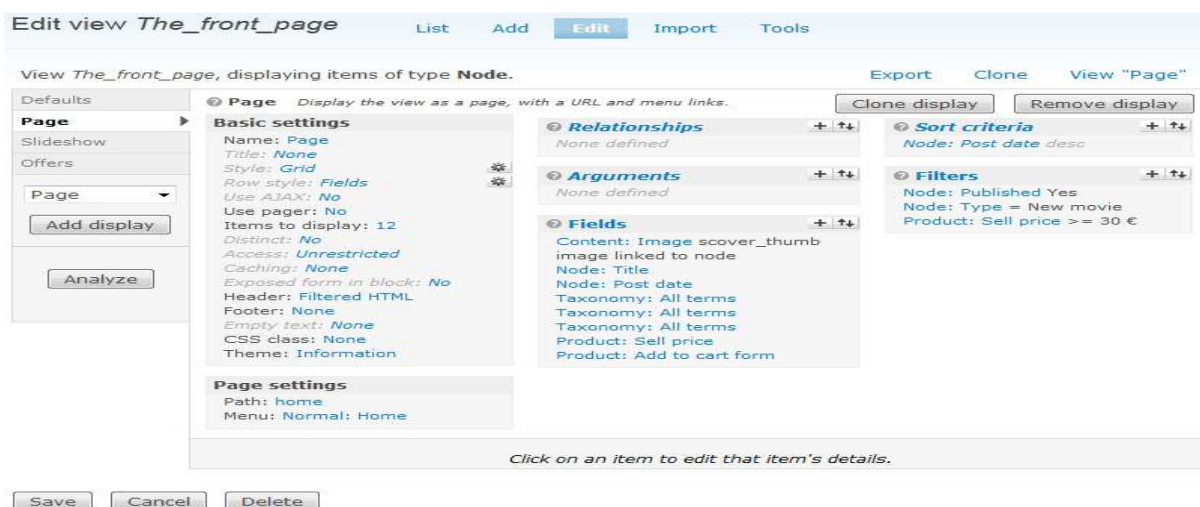 Edit view The_front_page
List Add Edit Import Tools
View The_front_page, displaying items of type Node.
Export Clone View "Page"
Defaults
Page
Slideshow
Offers
Page
Add display
Analyze
Page Display the view as a page, with a URL and menu links.
Clone display Remove display
Basic settings
Name: Page
Title: None
Style: Grid
Row style: Fields
Use AJAX: No
Use pager: No
Items to display: 12
Distinct: No
Access: Unrestricted
Caching: None
Exposed form in block: No
Header: Filtered HTML
Footer: None
Empty text: None
CSS class: None
Theme: Information
Page settings
Path: home
Menu: Normal: Home
Relationships
None defined
Arguments
None defined
Fields
Content: Image scover_thumb
image linked to node
Node: Title
Node: Post date
Taxonomy: All terms
Taxonomy: All terms
Taxonomy: All terms
Product: Sell price
Product: Add to cart form
Sort criteria
Node: Post date desc
Filters
Node: Published Yes
Node: Type = New movie
Product: Sell price >= 30 €
Click on an item to edit that item's details.
Save Cancel Delete